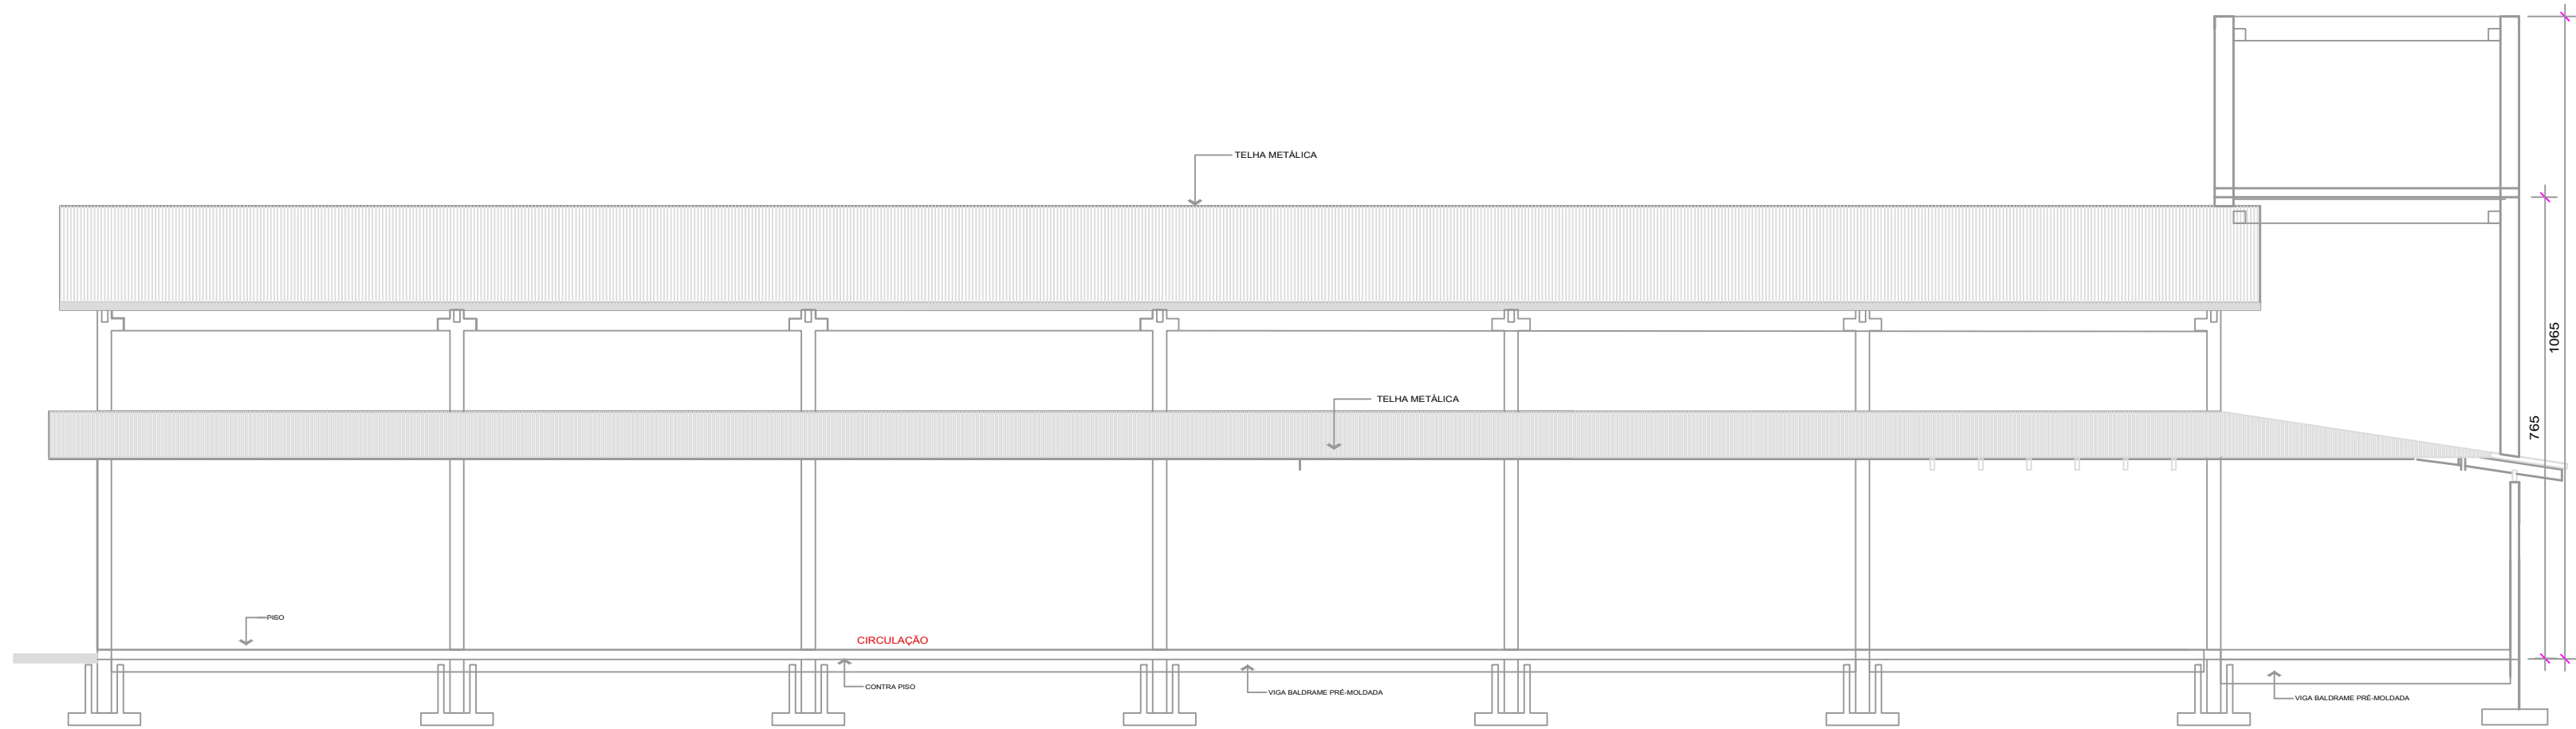 TELHA METÁLICA
1065
TELHA METÁLICA
765
PISO
CIRCULAÇÃO
CONTRA PISO
VIGA BALDRAME PRÉ-MOLDADA
VIGA BALDRAME PRÉ-MOLDADA